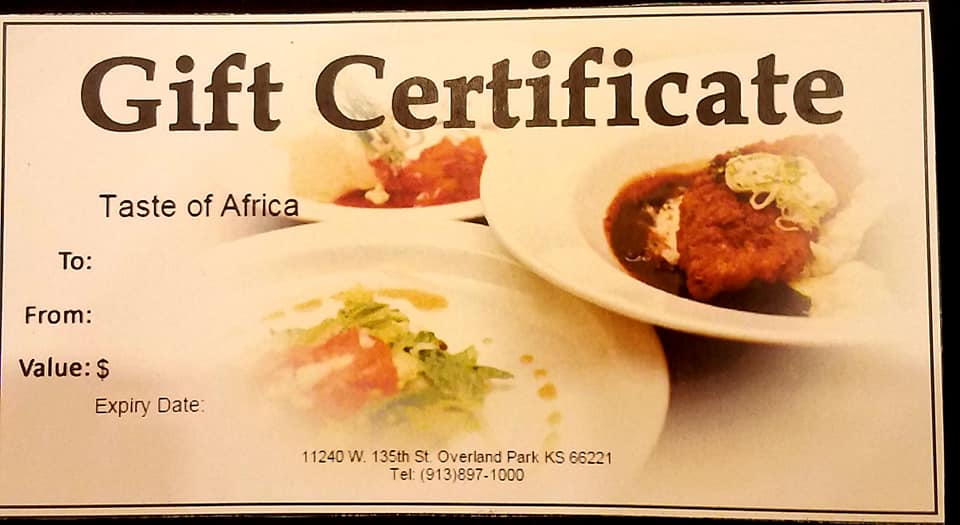 Gift Certificate
Taste of Africa
To:
From:
Value: $
Expiry Date:
11240 W. 135th St. Overland Park KS 66221
Tel: (913)897-1000